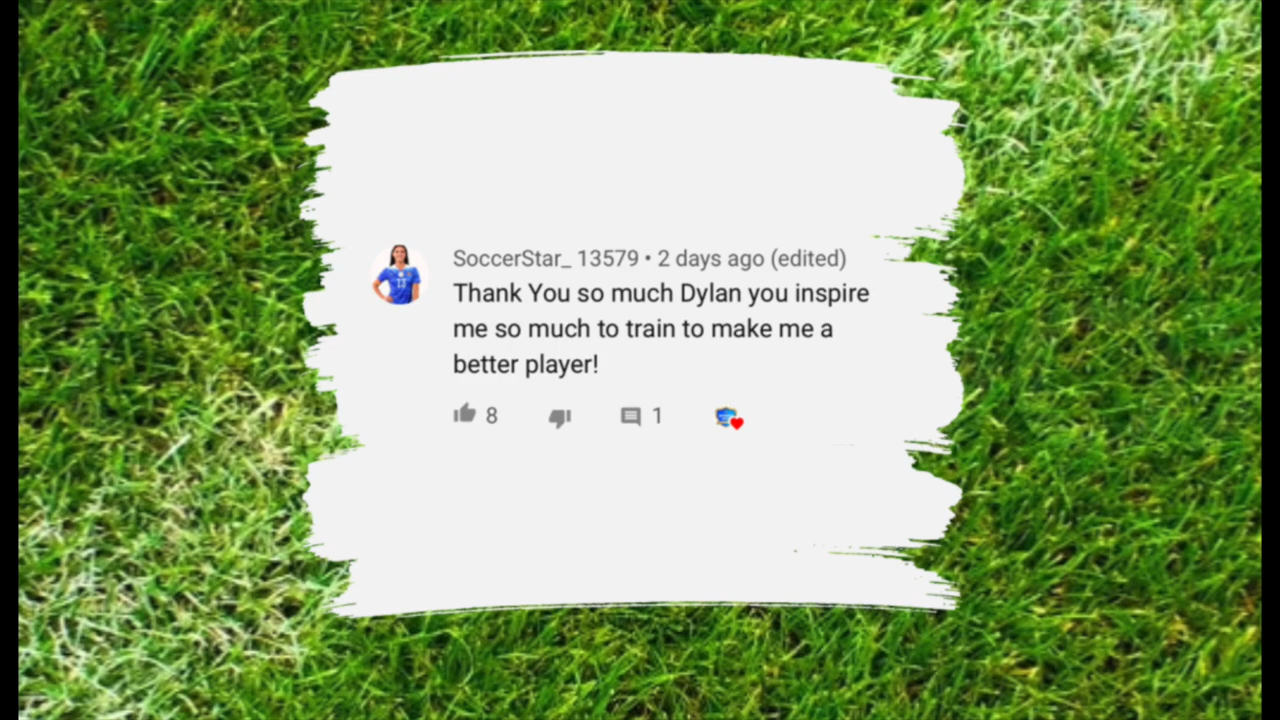 SoccerStar_ 13579 • 2 days ago (edited)
Thank You so much Dylan you inspire
me so much to train to make me a
better player!
8 1
13